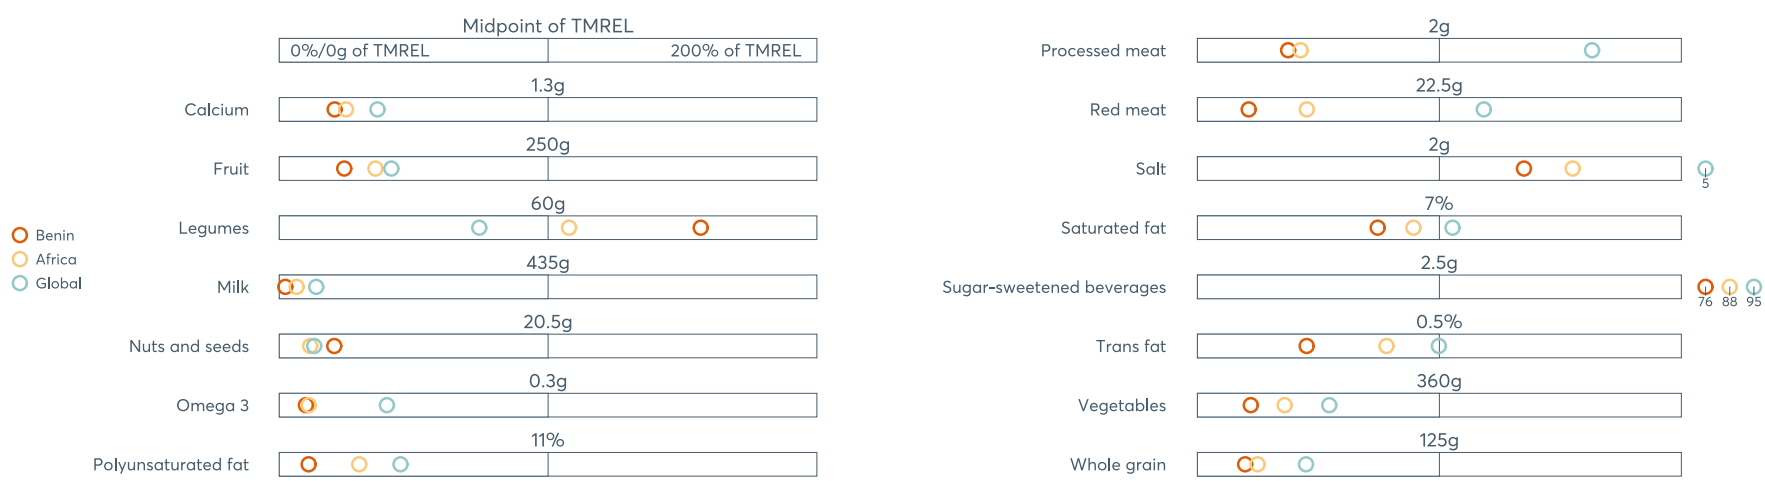 Midpoint of TMREL
0%/0g of TMREL 200% of TMREL
1.3g
Calcium
250g
Fruit
60g
Legumes
435g
Milk
20.5g
Nuts and seeds
0.3g
Omega 3
11%
Polyunsaturated fat
Benin
Africa
Global
2g
Processed meat
22.5g
Red meat
2g
Salt
5
7%
Saturated fat
2.5g
Sugar-sweetened beverages
76 88 95
0.5%
Trans fat
360g
Vegetables
125g
Whole grain